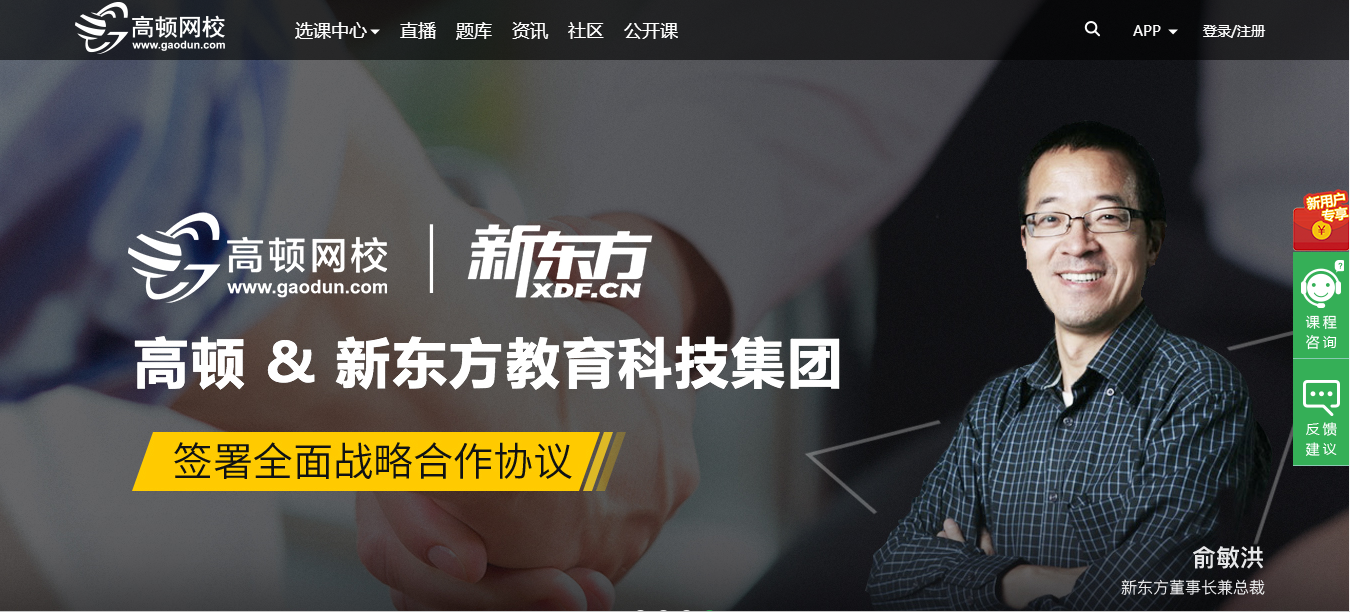 高顿网校
www.gaodun.com
选课中心 直播 题库 资讯 社区 公开课
APP 登录/注册
新用户
专享
¥
高顿网校
www.gaodun.com
新东方
XDF.CN
高顿 & 新东方教育科技集团
签署全面战略合作协议
?
课程
咨询
反馈
建议
俞敏洪
新东方董事长兼总裁